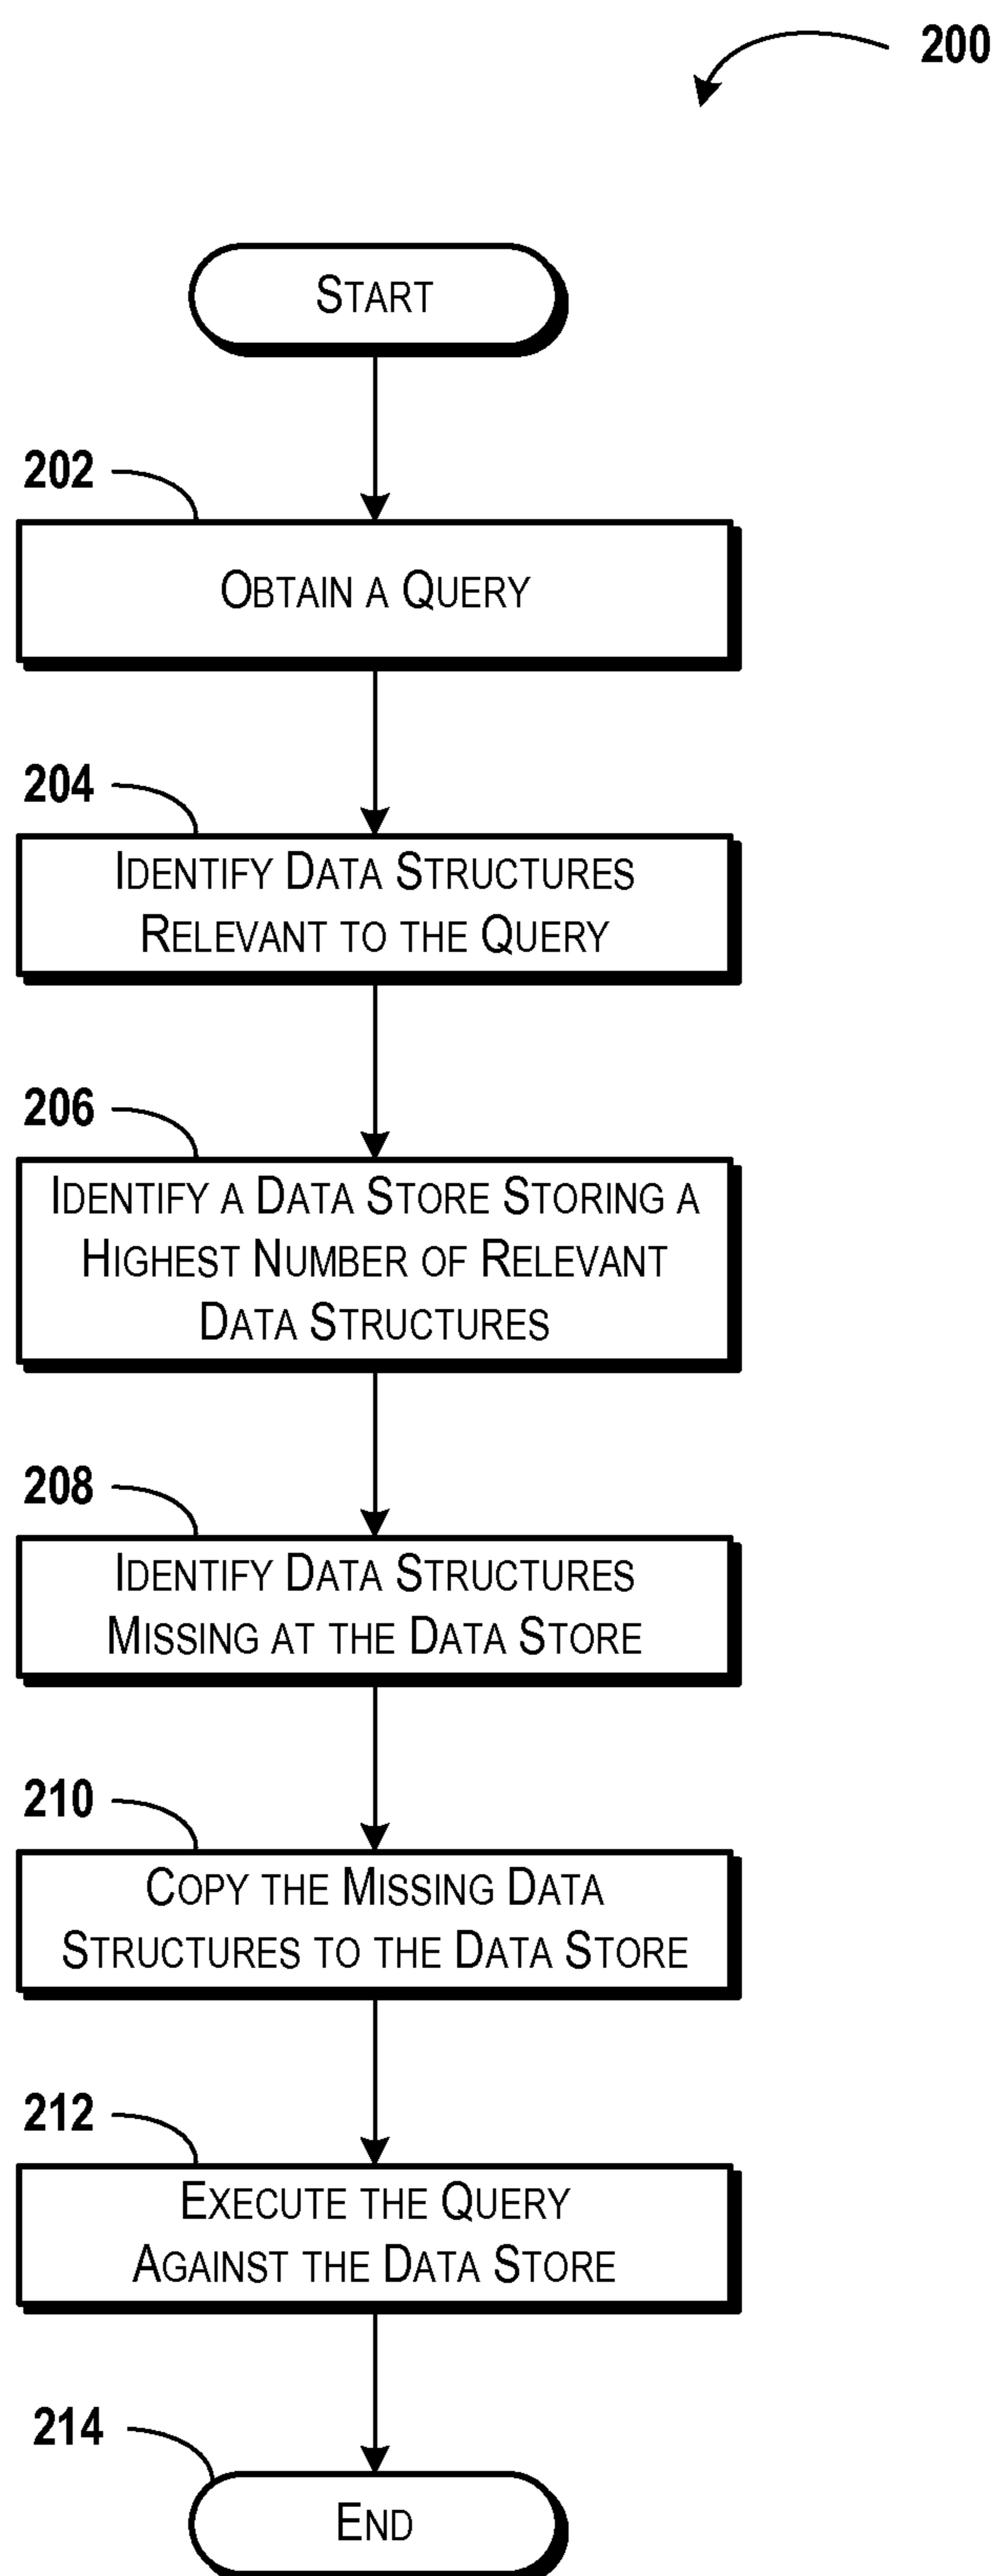 200
START
202
OBTAIN A QUERY
204
IDENTIFY DATA STRUCTURES
RELEVANT TO THE QUERY
206
IDENTIFY A DATA STORE STORING A
HIGHEST NUMBER OF RELEVANT
DATA STRUCTURES
208
IDENTIFY DATA STRUCTURES
MISSING AT THE DATA STORE
210
COPY THE MISSING DATA
STRUCTURES TO THE DATA STORE
212
EXECUTE THE QUERY
AGAINST THE DATA STORE
214
END